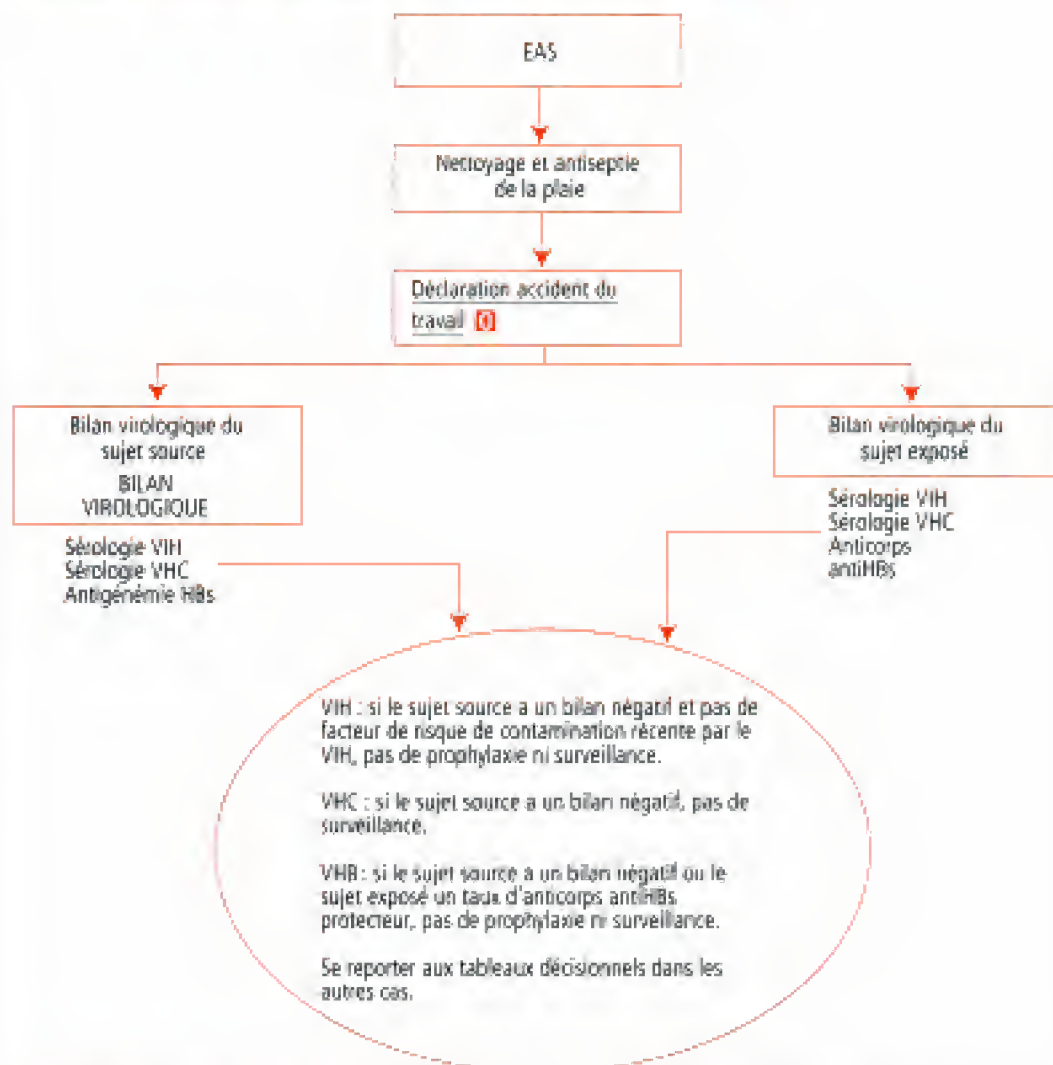 EAS
Nettoyage et antiseptie
de la plaie
Déclaration accident du
travail
Bilan virologique du
sujet source
BILAN
VIROLOGIQUE
Sérologie VIH
Sérologie VHC
Antigénémie HBs
Bilan virologique du
sujet exposé
Sérologie VIH
Sérologie VHC
Anticorps
antiHBs
VIH : si le sujet source a un bilan négatif et pas de
facteur de risque de contamination récente par le
VIH, pas de prophylaxie ni surveillance.
VHC : si le sujet source a un bilan négatif, pas de
surveillance.
VHB : si le sujet source a un bilan négatif ou le
sujet exposé un taux d'anticorps antiHBs
protecteur, pas de prophylaxie ni surveillance.
Se reporter aux tableaux décisionnels dans les
autres cas.